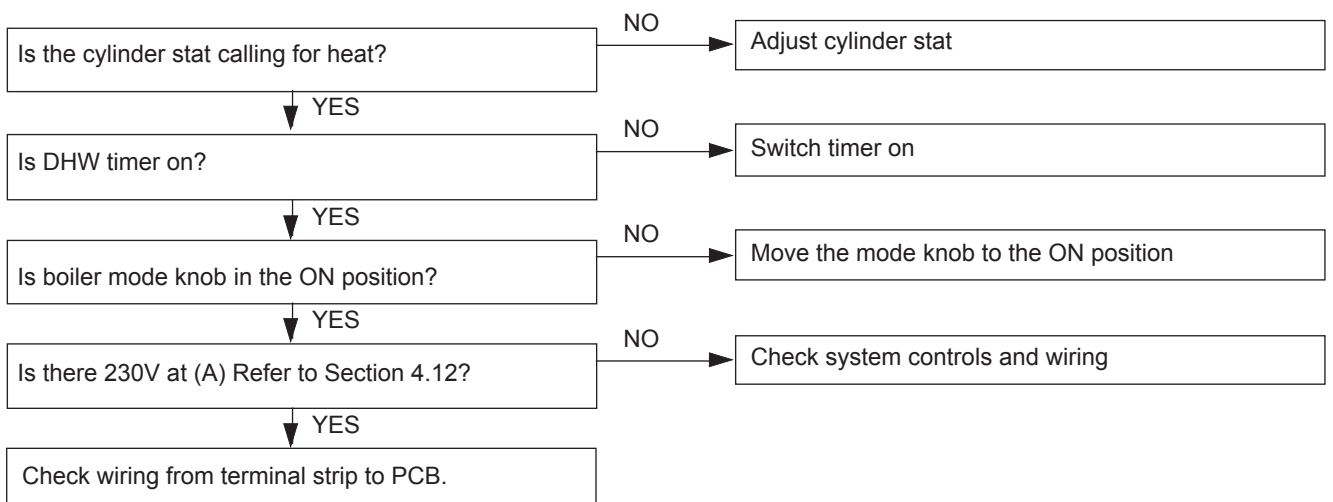 Is the cylinder stat calling for heat?
NO
Adjust cylinder stat
YES
Is DHW timer on?
NO
Switch timer on
YES
Is boiler mode knob in the ON position?
NO
Move the mode knob to the ON position
YES
Is there 230V at (A) Refer to Section 4.12?
NO
Check system controls and wiring
YES
Check wiring from terminal strip to PCB.